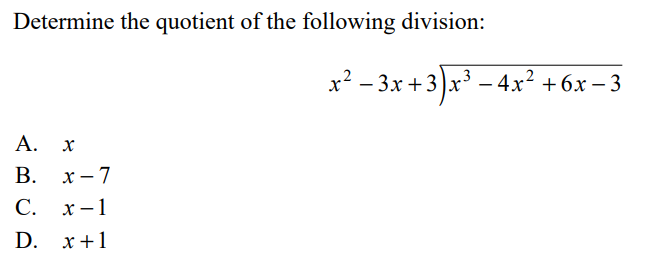 Determine the quotient of the following division:
x² – 3x + 3)x³ – 4x² + 6x – 3
A. x
B. x – 7
C. x – 1
D. x + 1